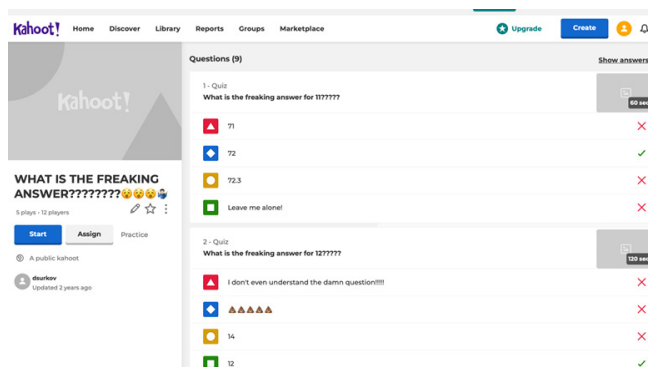 Kahoot! Home Discover Library Reports Groups Marketplace Upgrade Create
Kahoot!
WHAT IS THE FREAKING
ANSWER????????😵😵😵🤷🏿‍♂️
5 plays · 12 players
Start Assign Practice
A public kahoot
dsurkav
Updated 2 years ago
Questions (9)
Show answers
1 - Quiz
What is the freaking answer for 11?????
60 sec
71
72
72.3
Leave me alone!
2 - Quiz
What is the freaking answer for 12?????
120 sec
I don't even understand the damn question!!!!!
💩💩💩💩💩
14
12